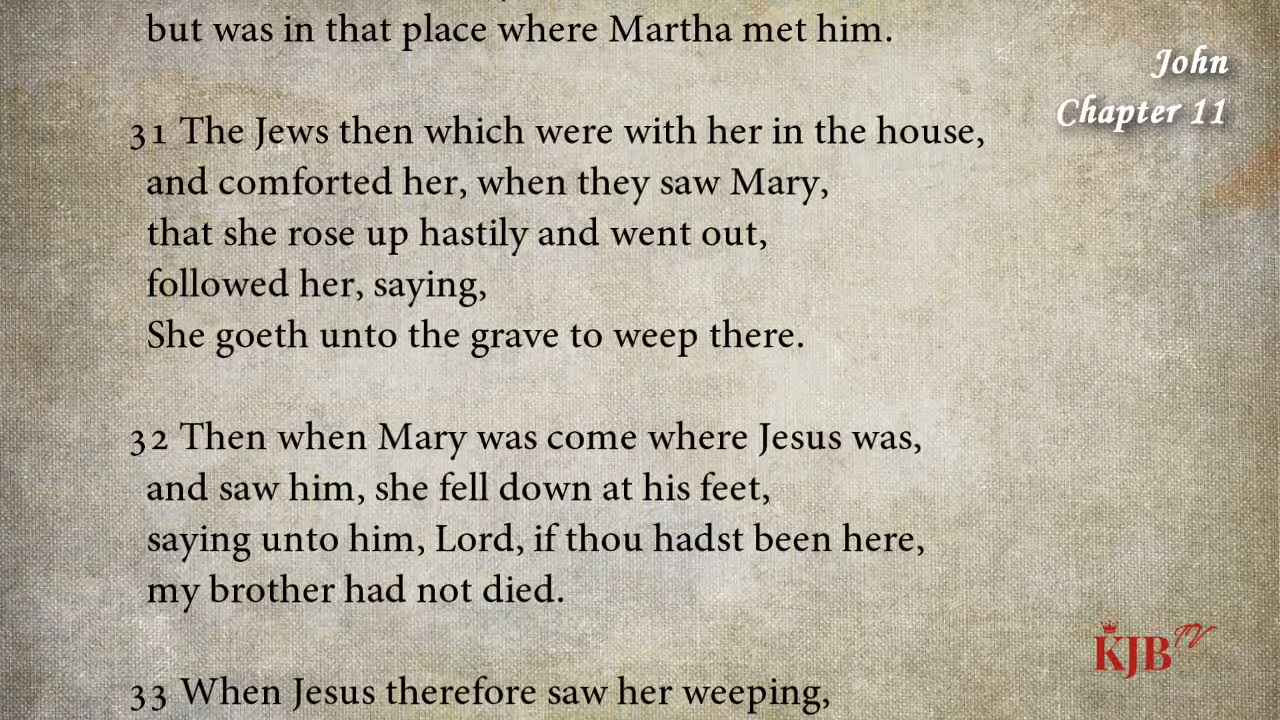 but was in that place where Martha met him.
John
Chapter 11
31 The Jews then which were with her in the house,
and comforted her, when they saw Mary,
that she rose up hastily and went out,
followed her, saying,
She goeth unto the grave to weep there.
32 Then when Mary was come where Jesus was,
and saw him, she fell down at his feet,
saying unto him, Lord, if thou hadst been here,
my brother had not died.
KJB TV
33 When Jesus therefore saw her weeping,